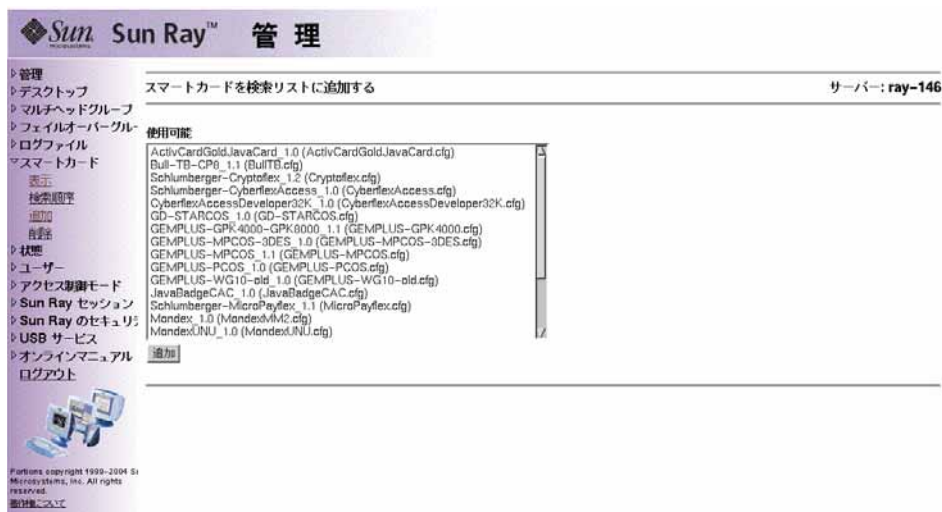 Sun
Microsystems
Sun Ray™ 管 理
管理
デスクトップ
マルチヘッドグループ
フェイルオーバーグルー
ログファイル
スマートカード
表示
検索順序
追加
削除
状態
ユーザー
アクセス制御モード
Sun Ray セッション
Sun Ray のセキュリ
USB サービス
オンラインマニュアル
ログアウト
Portions copyright 1999-2004
Microsystems, Inc. All rights
reserved.
著作権について
スマートカードを検索リストに追加する
サーバー: ray-146
使用可能
ActivCardGoldJavaCard_1.0 (ActivCardGoldJavaCard.cfg)
Bull-TB-CP8_1.1 (BullTB.cfg)
Schlumberger-Cryptoflex_1.2 (Cryptoflex.cfg)
Schlumberger-CyberflexAccess_1.0 (CyberflexAccess.cfg)
CyberflexAccessDeveloper32K_1.0 (CyberflexAccessDeveloper32K.cfg)
GD-STARCOS_1.0 (GD-STARCOS.cfg)
GEMPLUS-GPK4000-GPK8000_1.1 (GEMPLUS-GPK4000.cfg)
GEMPLUS-MPCOS-3DES_1.0 (GEMPLUS-MPCOS-3DES.cfg)
GEMPLUS-MPCOS_1.1 (GEMPLUS-MPCOS.cfg)
GEMPLUS-PCOS_1.0 (GEMPLUS-PCOS.cfg)
GEMPLUS-WG10-old_1.0 (GEMPLUS-WG10-old.cfg)
JavaBadgeCAC_1.0 (JavaBadgeCAC.cfg)
Schlumberger-MicroPayflex_1.1 (MicroPayflex.cfg)
Mondex_1.0 (MondexMM2.cfg)
MondexUNU_1.0 (MondexUNU.cfg)
追加